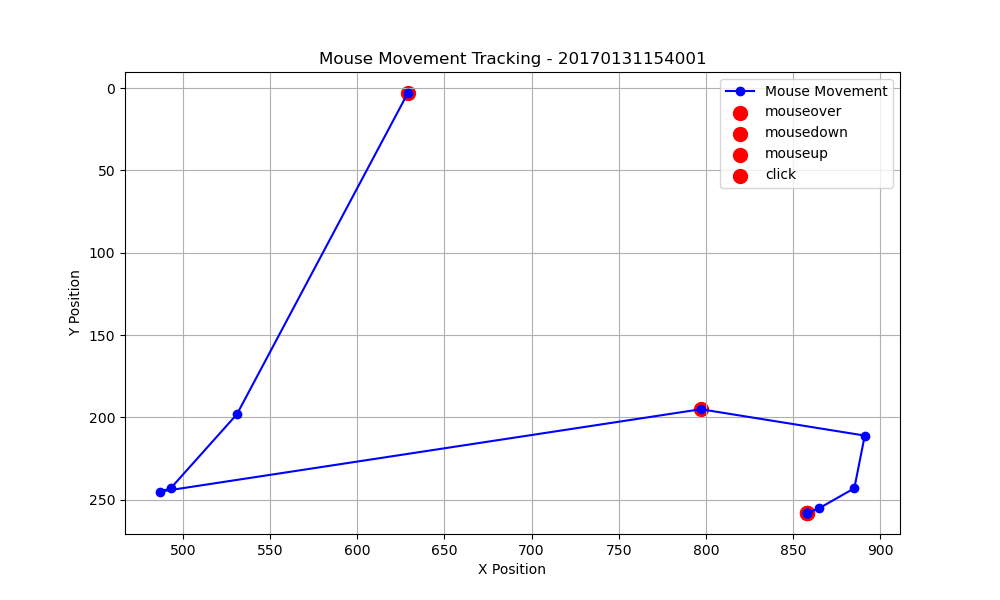 Mouse Movement Tracking - 20170131154001
Mouse Movement
mouseover
mousedown
mouseup
click
Y Position
0
50
100
150
200
250
500 550 600 650 700 750 800 850 900
X Position